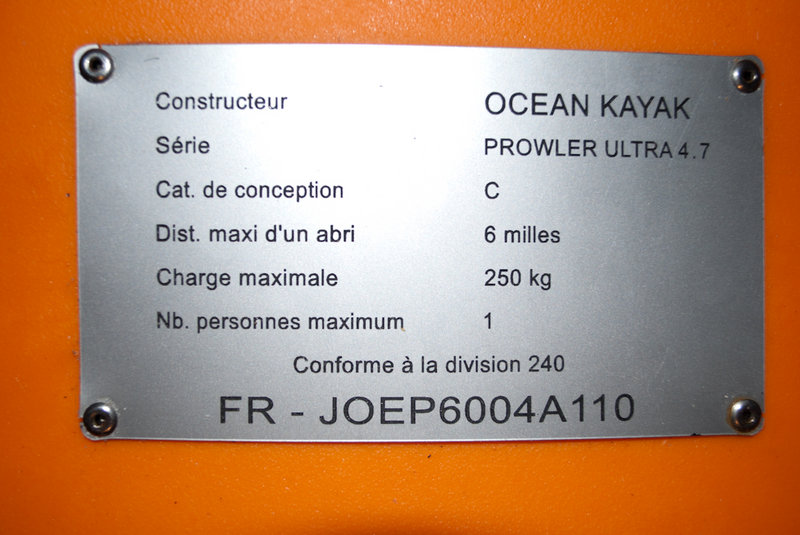 Constructeur OCEAN KAYAK
Série PROWLER ULTRA 4.7
Cat. de conception C
Dist. maxi d'un abri 6 milles
Charge maximale 250 kg
Nb. personnes maximum 1
Conforme à la division 240
FR - JOEP6004A110